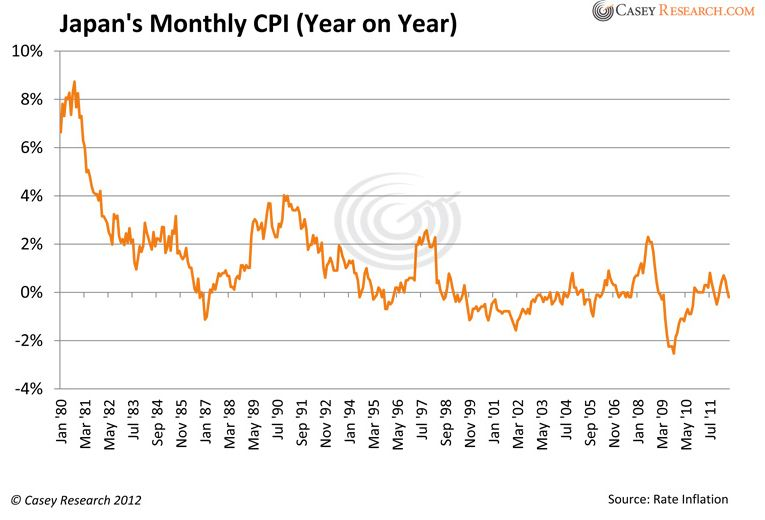 CASEY RESEARCH.COM
Japan's Monthly CPI (Year on Year)
10%
8%
6%
4%
2%
0%
-2%
-4%
Jan '80
Mar '81
May '82
Jul '83
Sep '84
Nov '85
Jan '87
Mar '88
May '89
Jul '90
Sep '91
Nov '92
Jan '94
Mar '95
May '96
Jul '97
Sep '98
Nov '99
Jan '01
Mar '02
May '03
Jul '04
Sep '05
Nov '06
Jan '08
Mar '09
May '10
Jul '11
© Casey Research 2012
Source: Rate Inflation